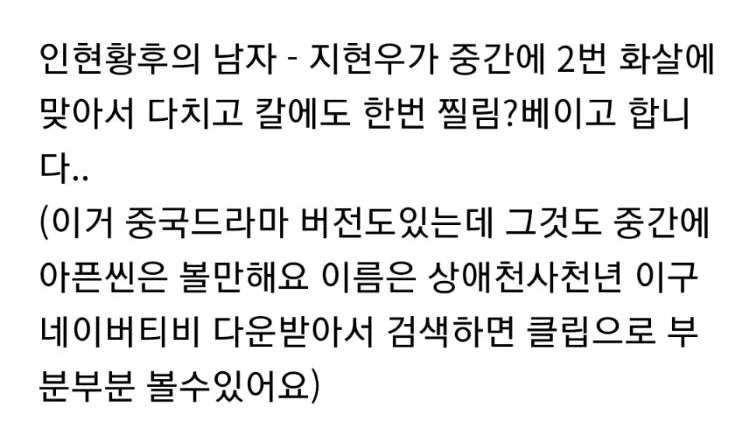 인현황후의 남자 - 지현우가 중간에 2번 화살에
맞아서 다치고 칼에도 한번 찔림?베이고 합니
다..
(이거 중국드라마 버전도있는데 그것도 중간에
아픈씬은 볼만해요 이름은 상애천사천년 이구
네이버티비 다운받아서 검색하면 클립으로 부
분부분 볼수있어요)